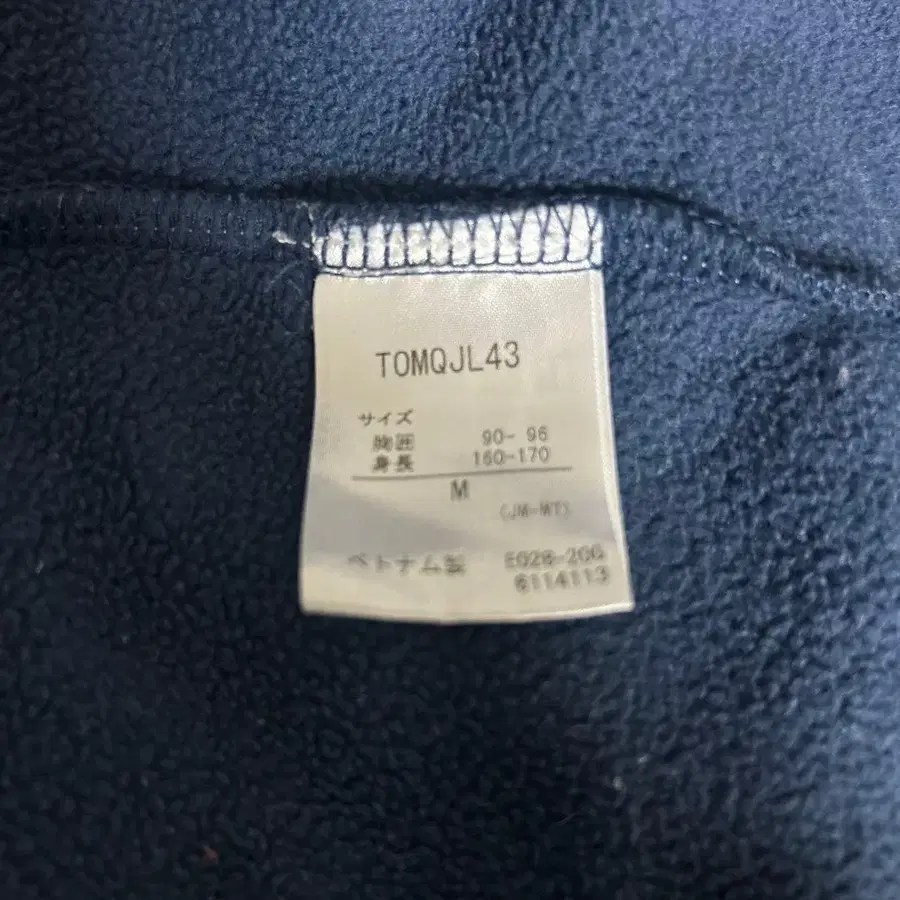 TOMQJL43
サイズ
胸囲 90- 96
身長 160-170
M
(JM-MT)
ベトナム製 E028-20G
6114113